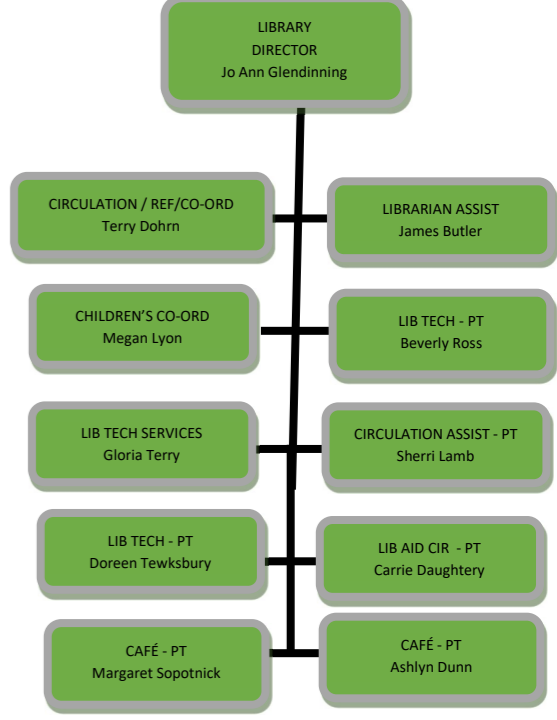 LIBRARY
DIRECTOR
Jo Ann Glendinning
CIRCULATION / REF/CO-ORD
Terry Dohrn
LIBRARIAN ASSIST
James Butler
CHILDREN'S CO-ORD
Megan Lyon
LIB TECH - PT
Beverly Ross
LIB TECH SERVICES
Gloria Terry
CIRCULATION ASSIST - PT
Sherri Lamb
LIB TECH - PT
Doreen Tewksbury
LIB AID CIR  - PT
Carrie Daughtery
CAFÉ - PT
Margaret Sopotnick
CAFÉ - PT
Ashlyn Dunn